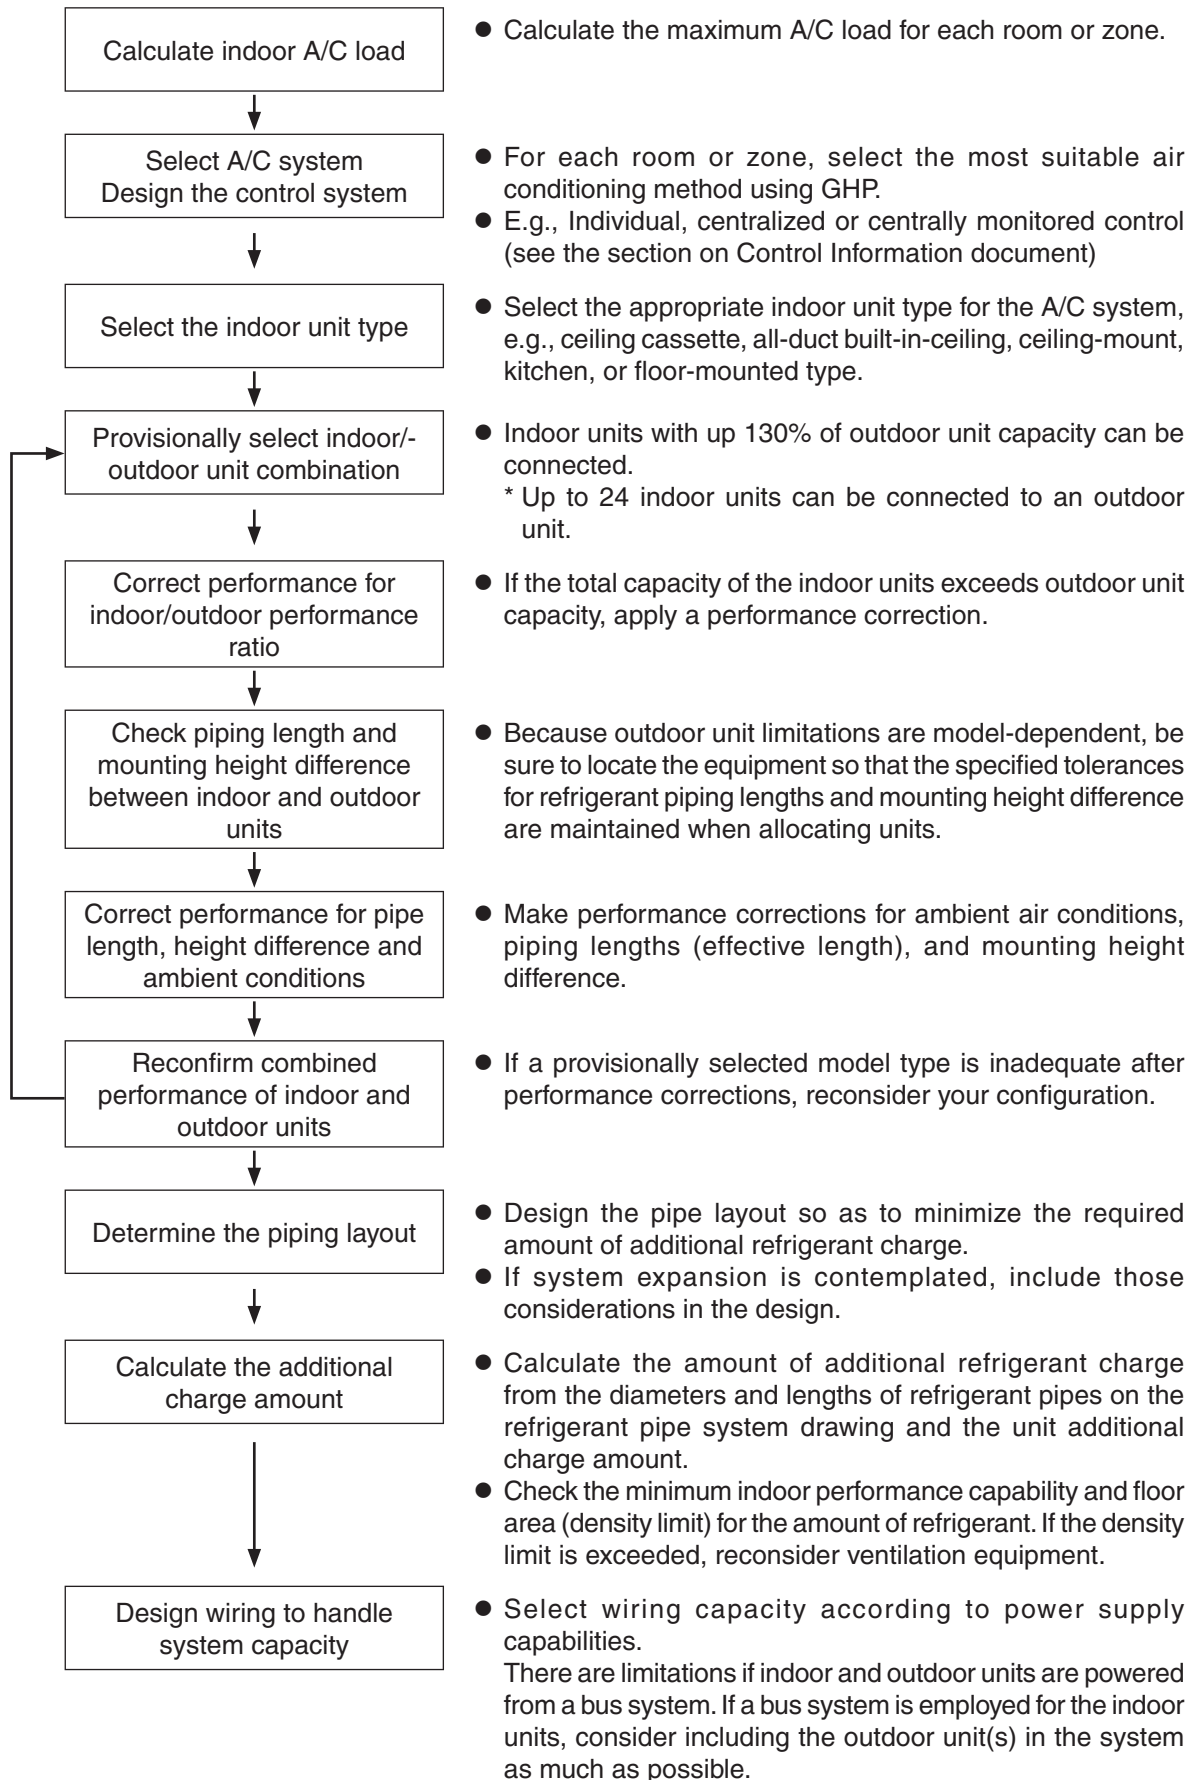 Calculate indoor A/C load
● Calculate the maximum A/C load for each room or zone.
Select A/C system
Design the control system
● For each room or zone, select the most suitable air
conditioning method using GHP.
● E.g., Individual, centralized or centrally monitored control
(see the section on Control Information document)
Select the indoor unit type
● Select the appropriate indoor unit type for the A/C system,
e.g., ceiling cassette, all-duct built-in-ceiling, ceiling-mount,
kitchen, or floor-mounted type.
Provisionally select indoor/-
outdoor unit combination
● Indoor units with up 130% of outdoor unit capacity can be
connected.
* Up to 24 indoor units can be connected to an outdoor
unit.
Correct performance for
indoor/outdoor performance
ratio
● If the total capacity of the indoor units exceeds outdoor unit
capacity, apply a performance correction.
Check piping length and
mounting height difference
between indoor and outdoor
units
● Because outdoor unit limitations are model-dependent, be
sure to locate the equipment so that the specified tolerances
for refrigerant piping lengths and mounting height difference
are maintained when allocating units.
Correct performance for pipe
length, height difference and
ambient conditions
● Make performance corrections for ambient air conditions,
piping lengths (effective length), and mounting height
difference.
Reconfirm combined
performance of indoor and
outdoor units
● If a provisionally selected model type is inadequate after
performance corrections, reconsider your configuration.
Determine the piping layout
● Design the pipe layout so as to minimize the required
amount of additional refrigerant charge.
● If system expansion is contemplated, include those
considerations in the design.
Calculate the additional
charge amount
● Calculate the amount of additional refrigerant charge
from the diameters and lengths of refrigerant pipes on the
refrigerant pipe system drawing and the unit additional
charge amount.
● Check the minimum indoor performance capability and floor
area (density limit) for the amount of refrigerant. If the density
limit is exceeded, reconsider ventilation equipment.
Design wiring to handle
system capacity
● Select wiring capacity according to power supply
capabilities.
There are limitations if indoor and outdoor units are powered
from a bus system. If a bus system is employed for the indoor
units, consider including the outdoor unit(s) in the system
as much as possible.